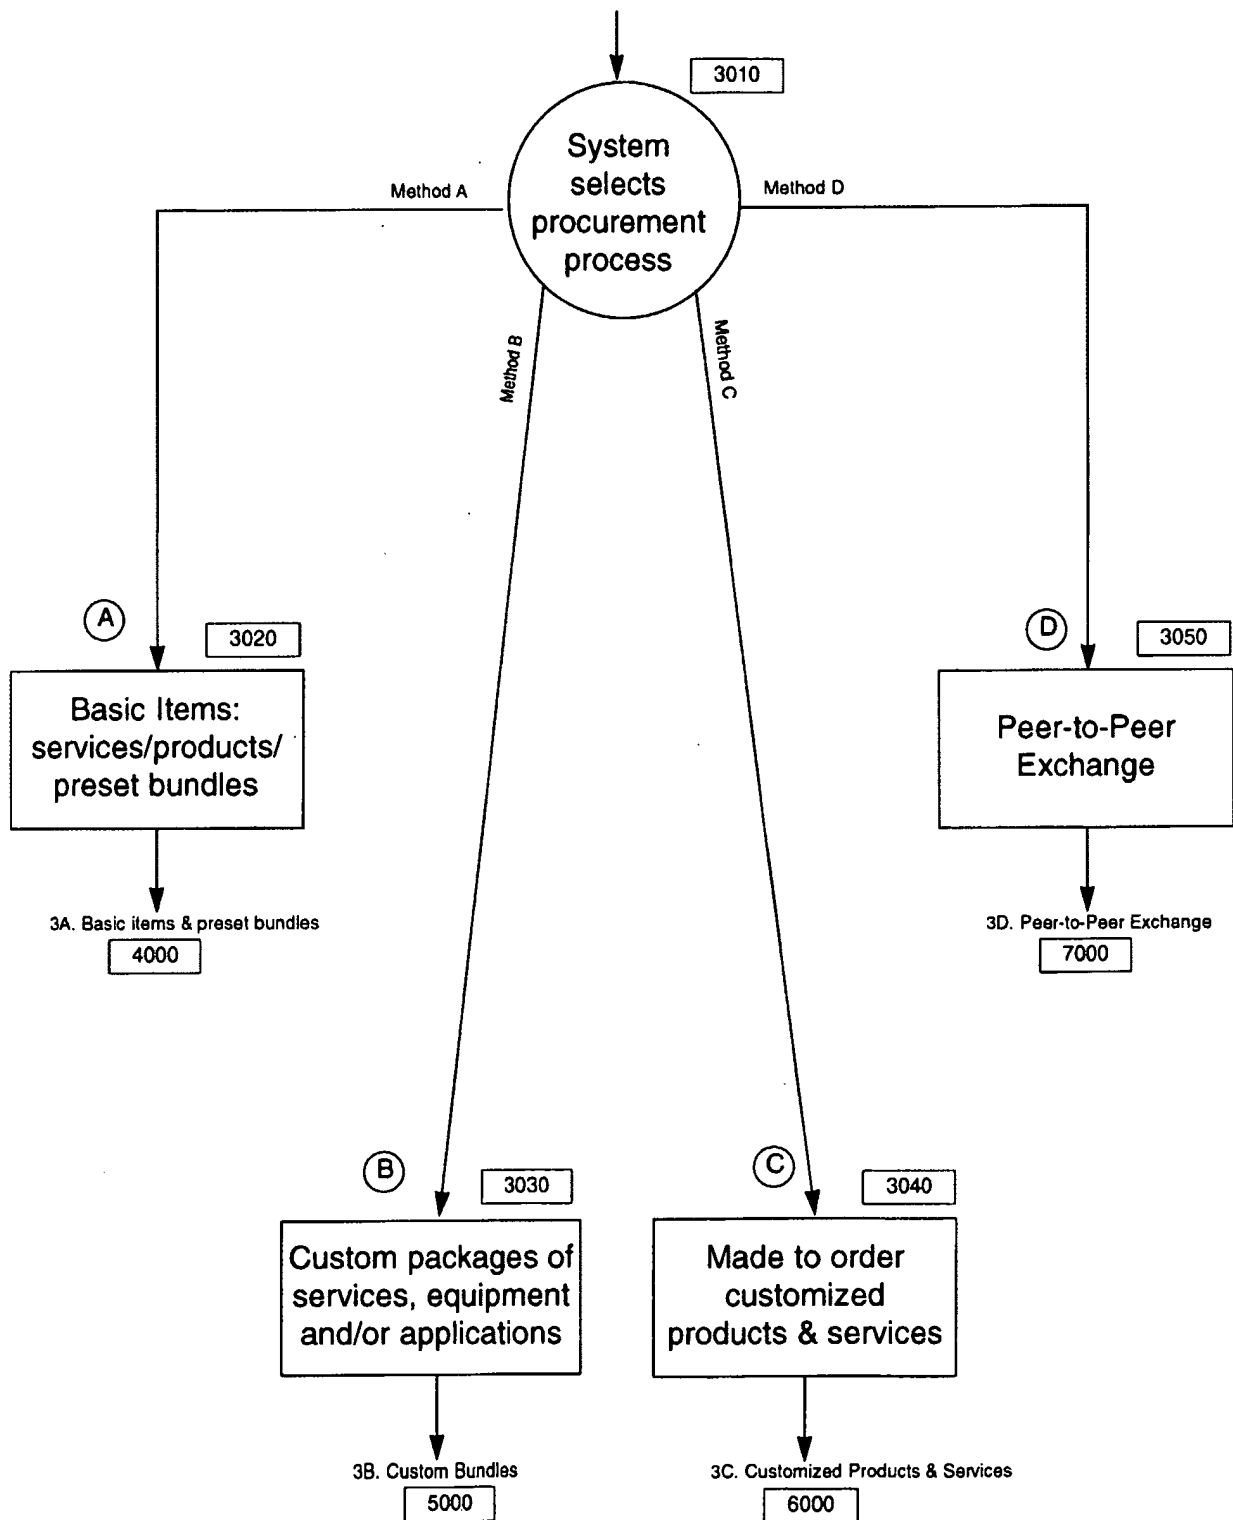 3010
System
selects
procurement
process
Method A
Method D
Method B
Method C
A
3020
Basic Items:
services/products/
preset bundles
3A. Basic items & preset bundles
4000
D
3050
Peer-to-Peer
Exchange
3D. Peer-to-Peer Exchange
7000
B
3030
Custom packages of
services, equipment
and/or applications
3B. Custom Bundles
5000
C
3040
Made to order
customized
products & services
3C. Customized Products & Services
6000